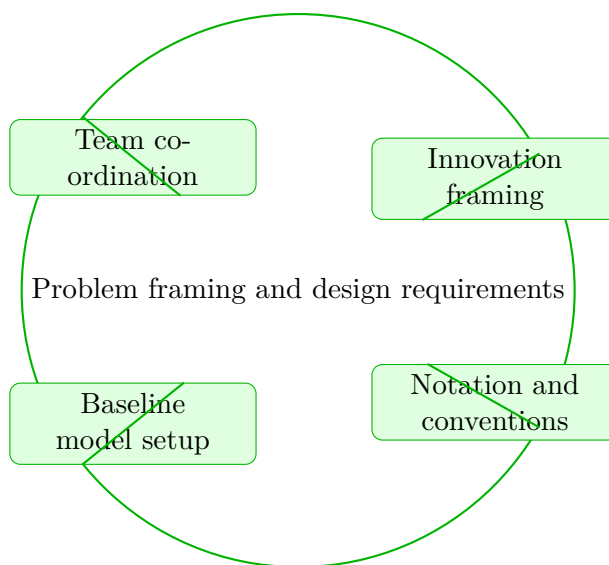 Team co-
ordination
Innovation
framing
Problem framing and design requirements
Baseline
model setup
Notation and
conventions